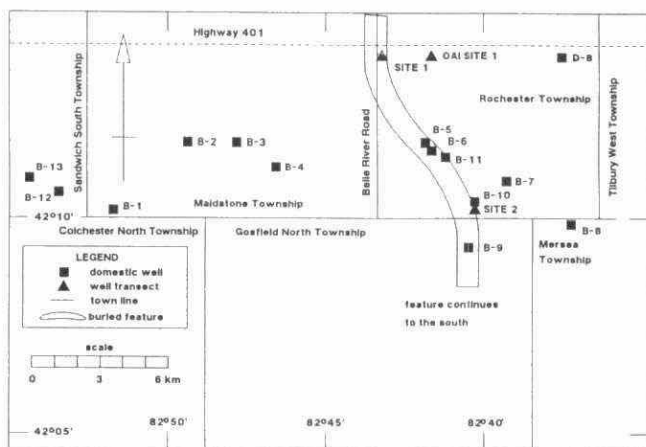 Highway 401
Sandwich South Township
SITE 1
OAI SITE 1
D-8
Rochester Township
Belle River Road
Tilbury West Township
B-2
B-3
B-4
B-5
B-6
B-11
B-13
B-12
B-7
B-10
B-1
Maidstone Township
SITE 2
42°10'
Colchester North Township
Gosfield North Township
B-8
B-9
Mersea
Township
LEGEND
domestic well
well transect
town line
buried feature
feature continues
to the south
scale
0 3 6 km
82°50' 82°45' 82°40'
42°05'